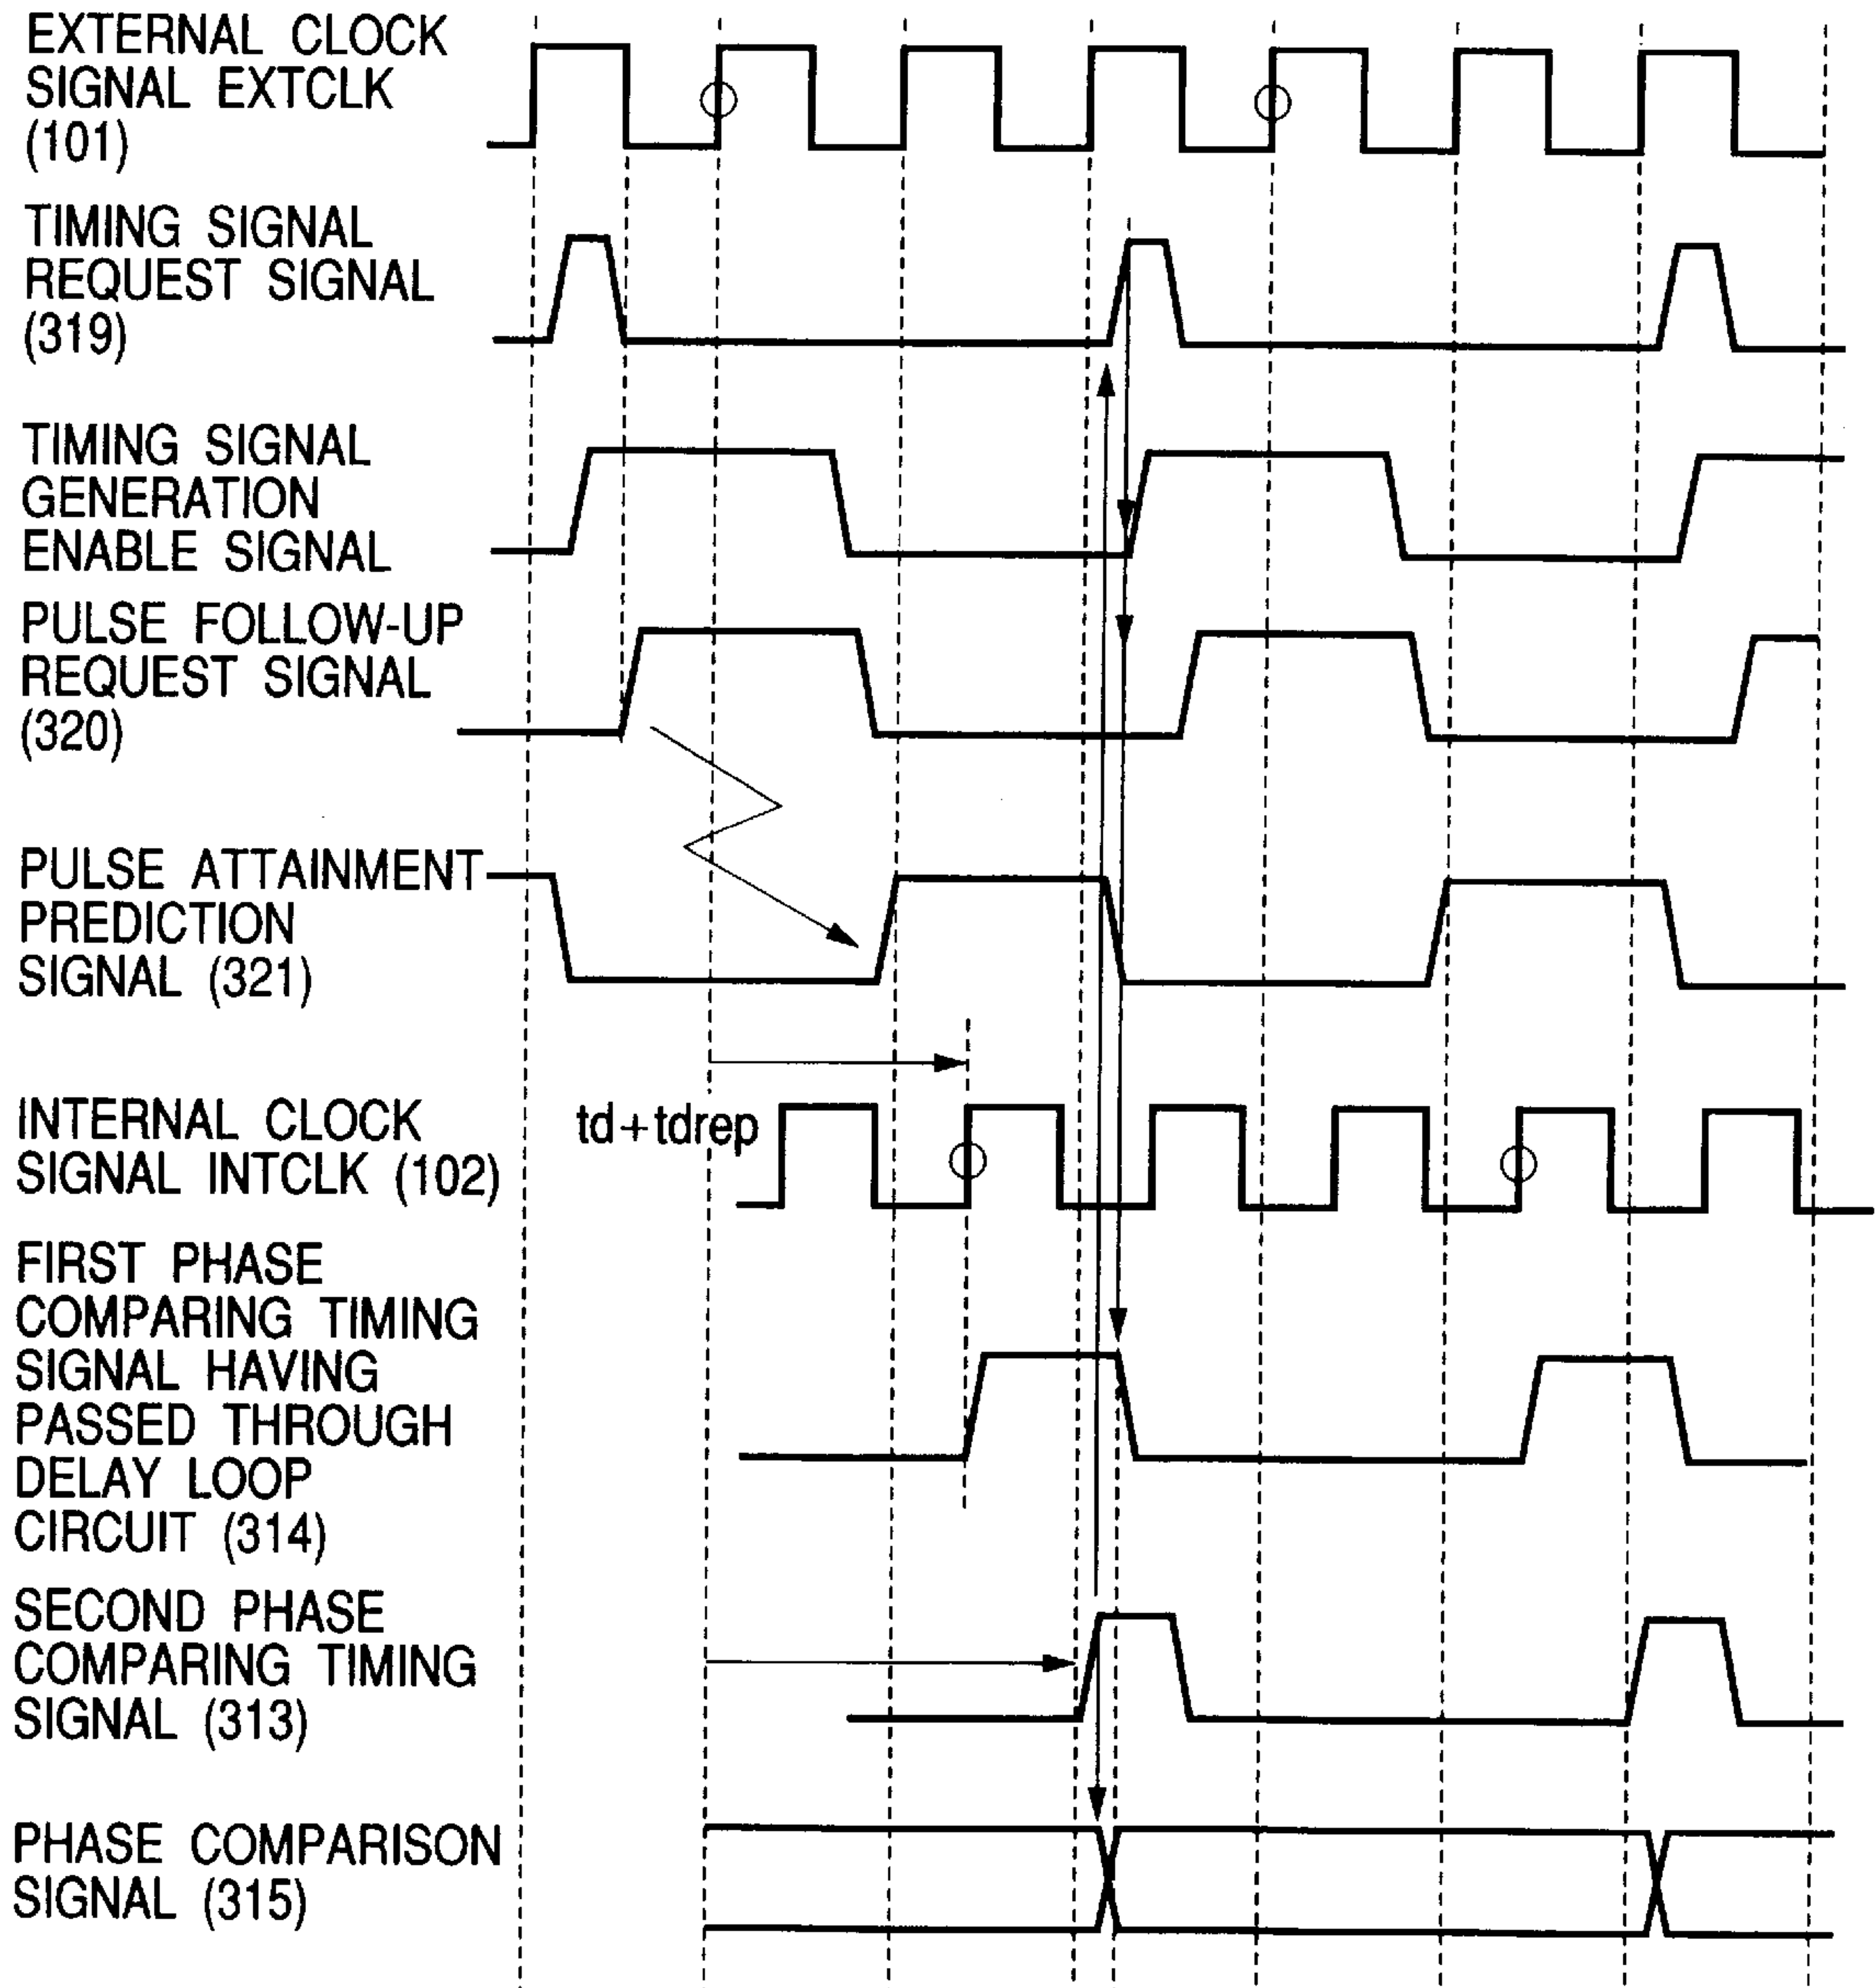 EXTERNAL CLOCK
SIGNAL EXTCLK
(101)
TIMING SIGNAL
REQUEST SIGNAL
(319)
TIMING SIGNAL
GENERATION
ENABLE SIGNAL
PULSE FOLLOW-UP
REQUEST SIGNAL
(320)
PULSE ATTAINMENT
PREDICTION
SIGNAL (321)
INTERNAL CLOCK
SIGNAL INTCLK (102)
td+tdrep
FIRST PHASE
COMPARING TIMING
SIGNAL HAVING
PASSED THROUGH
DELAY LOOP
CIRCUIT (314)
SECOND PHASE
COMPARING TIMING
SIGNAL (313)
PHASE COMPARISON
SIGNAL (315)